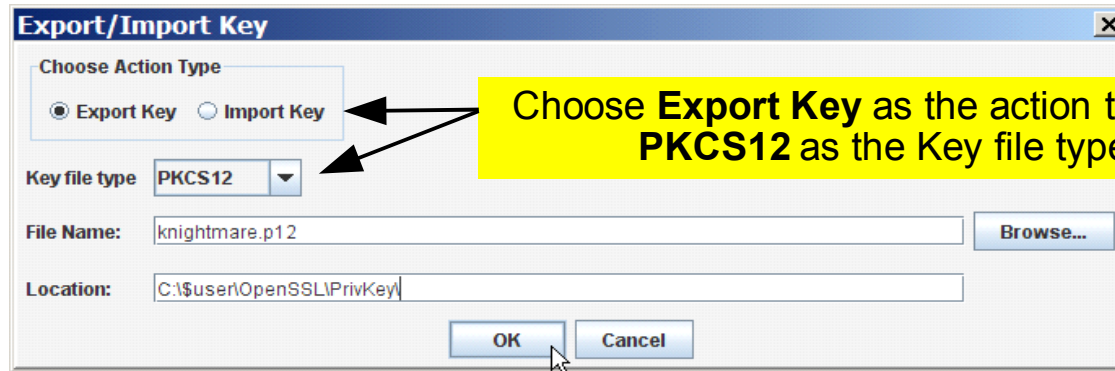 Export/Import Key
Choose Action Type
Export Key Import Key
Choose Export Key as the action t
PKCS12 as the Key file type
Key file type PKCS12
File Name: knightmare.p12 Browse...
Location: C:\$user\OpenSSL\PrivKey\
OK Cancel